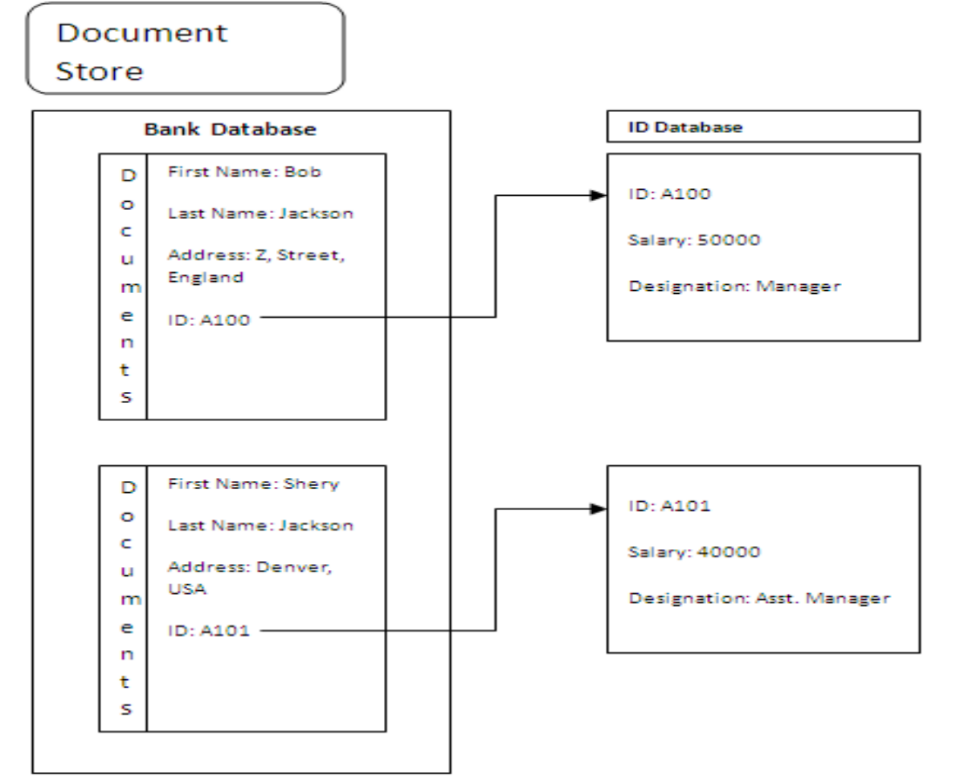 Document
Store
Bank Database
Documents
First Name: Bob
Last Name: Jackson
Address: Z, Street,
England
ID: A100
Documents
First Name: Shery
Last Name: Jackson
Address: Denver,
USA
ID: A101
ID Database
ID: A100
Salary: 50000
Designation: Manager
ID: A101
Salary: 40000
Designation: Asst. Manager